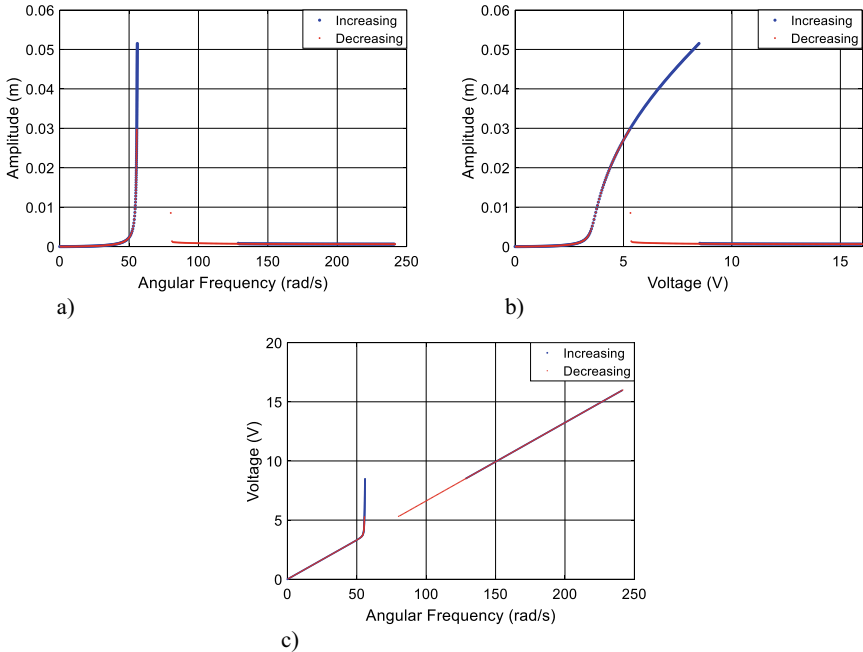 0.06
0.05
0.04
0.03
0.02
0.01
0
Amplitude (m)
Increasing
Decreasing
0 50 100 150 200 250
Angular Frequency (rad/s)
a)
0.06
0.05
0.04
0.03
0.02
0.01
0
Amplitude (m)
Increasing
Decreasing
0 5 10 15
Voltage (V)
b)
20
15
10
5
0
Voltage (V)
Increasing
Decreasing
0 50 100 150 200 250
Angular Frequency (rad/s)
c)